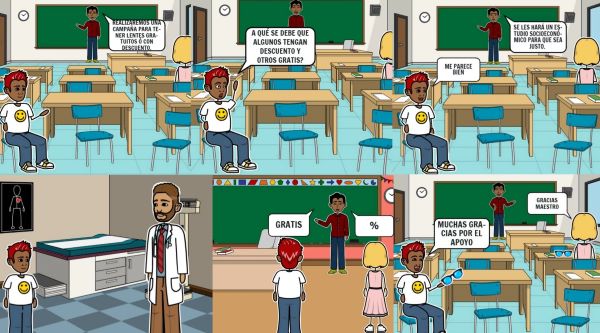 REALIZAREMOS UNA
CAMPAÑA PARA TE-
NER LENTES GRA-
TUITOS Ó CON
DESCUENTO.
A QUÉ SE DEBE QUE
ALGUNOS TENGAN
DESCUENTO Y
OTROS GRATIS?
SE LES HARÁ UN ES-
TUDIO SOCIOECONÓ-
MICO PARA QUE SEA
JUSTO.
ME PARECE
BIEN
GRATIS
%
GRACIAS
MAESTRO
MUCHAS GRA-
CIAS POR EL
APOYO